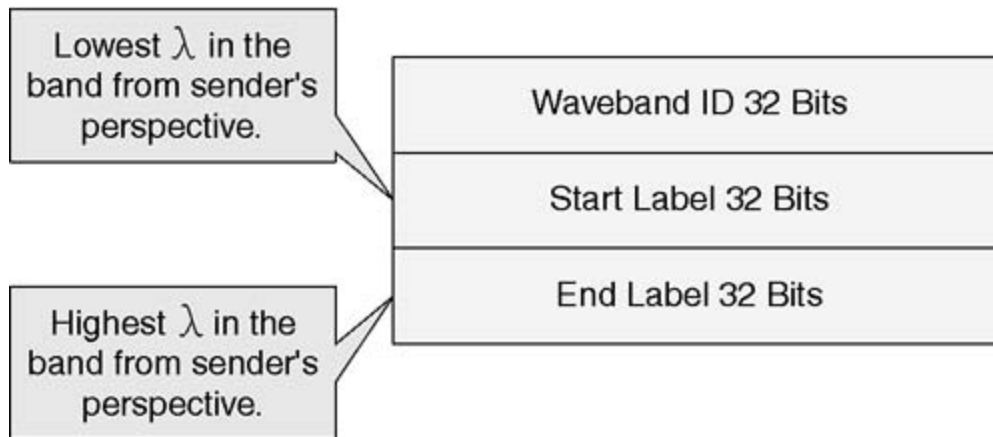 Lowest λ in the
band from sender's
perspective.
Waveband ID 32 Bits
Start Label 32 Bits
End Label 32 Bits
Highest λ in the
band from sender's
perspective.